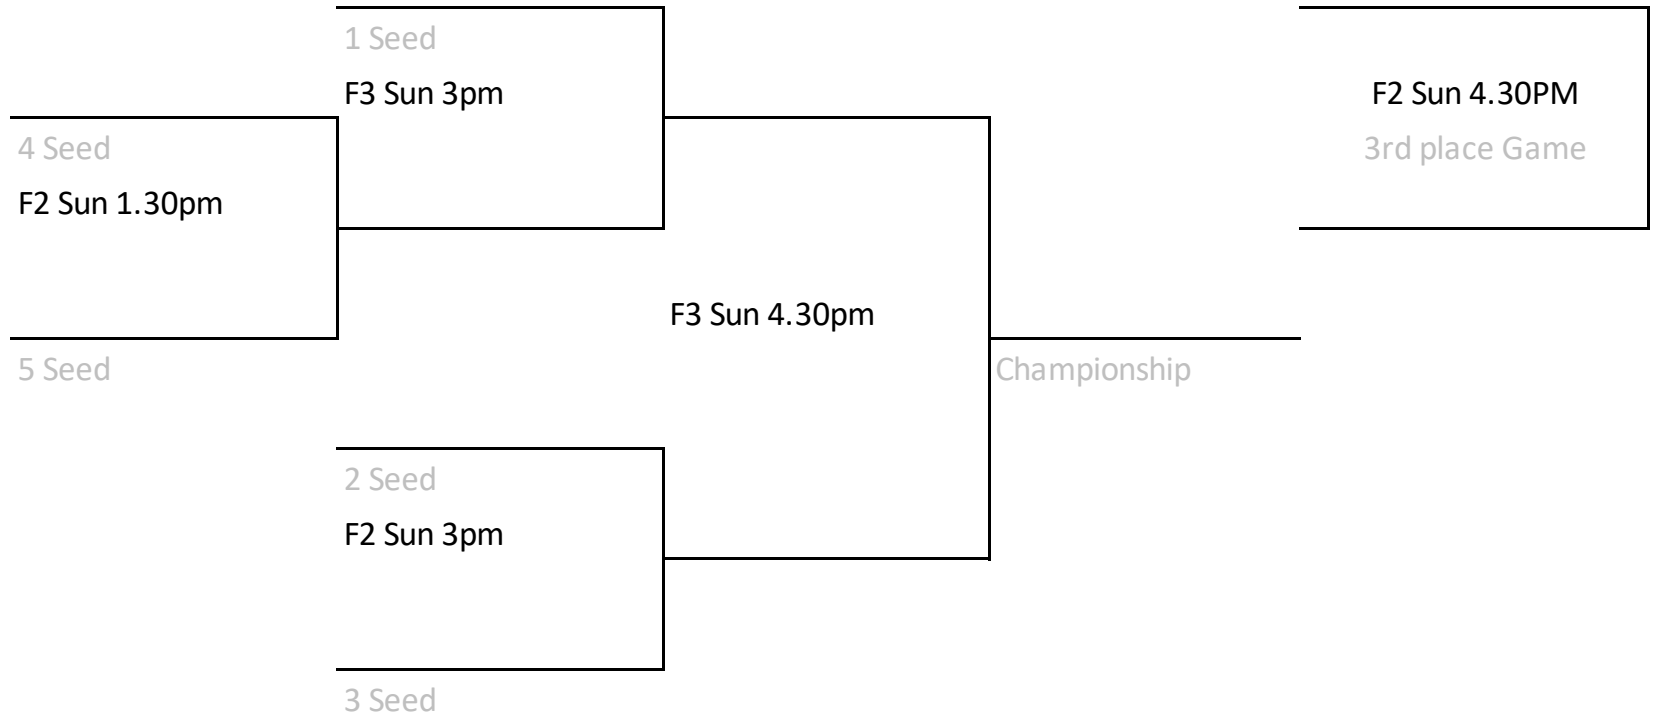 1 Seed
F3 Sun 3pm
F2 Sun 4.30PM
4 Seed
3rd place Game
F2 Sun 1.30pm
F3 Sun 4.30pm
5 Seed
Championship
2 Seed
F2 Sun 3pm
3 Seed